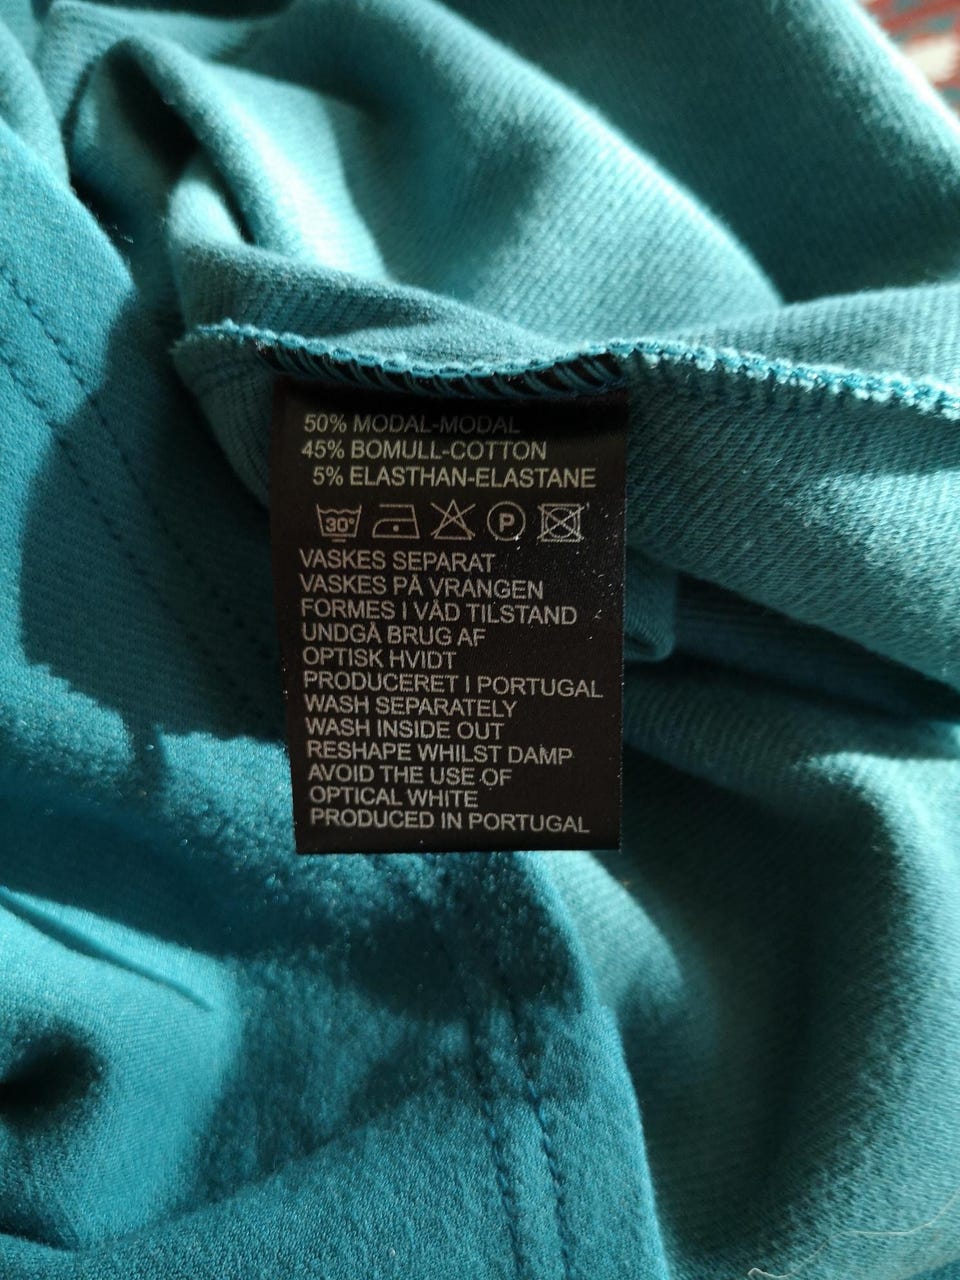 50% MODAL-MODAL
45% BOMULL-COTTON
5% ELASTHAN-ELASTANE
30° P
VASKES SEPARAT
VASKES PÅ VRANGEN
FORMES I VÅD TILSTAND
UNDGÅ BRUG AF
OPTISK HVIDT
PRODUCERET I PORTUGAL
WASH SEPARATELY
WASH INSIDE OUT
RESHAPE WHILST DAMP
AVOID THE USE OF
OPTICAL WHITE
PRODUCED IN PORTUGAL